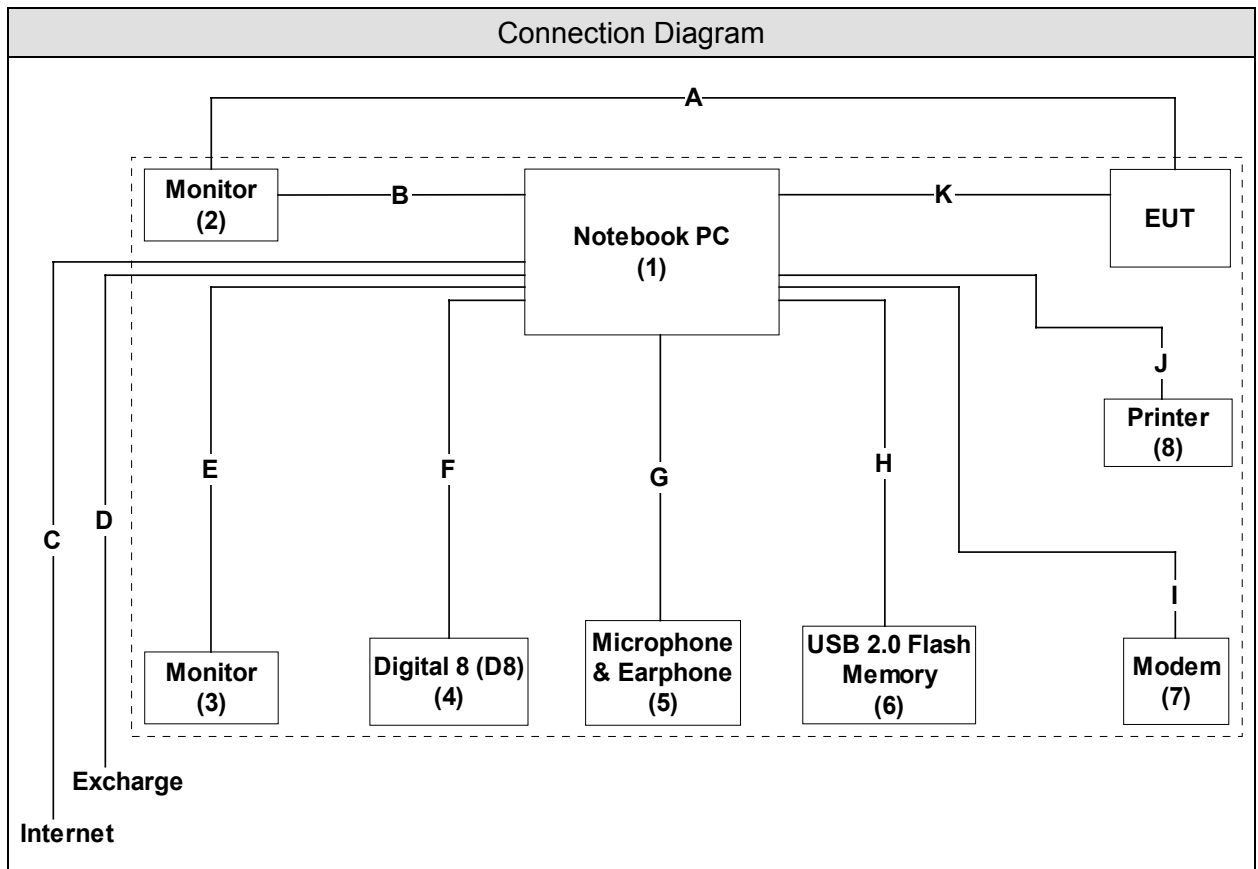 Connection Diagram
A
Monitor
(2)
B
Notebook PC
(1)
K
EUT
J
Printer
(8)
E
F
G
H
D
C
I
Monitor
(3)
Digital 8 (D8)
(4)
Microphone
& Earphone
(5)
USB 2.0 Flash
Memory
(6)
Modem
(7)
Excharge
Internet